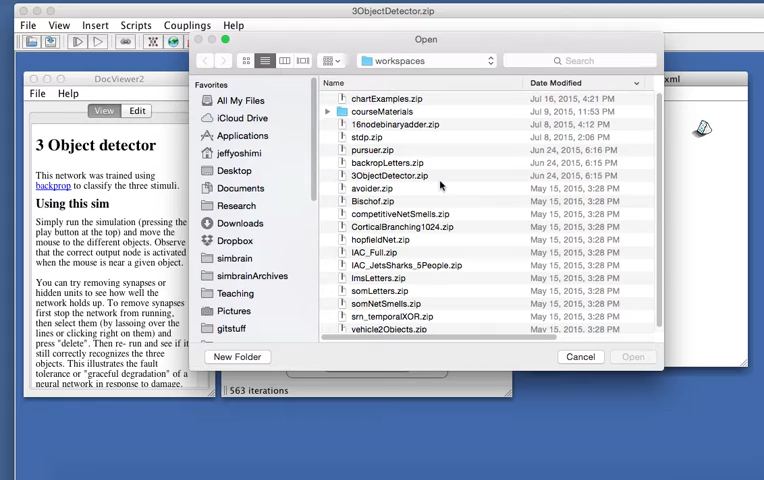 3ObjectDetector.zip
File View Insert Scripts Couplings Help
Open
workspaces
Search
DocViewer2
File Help
View Edit
3 Object detector
This network was trained using
backprop to classify the three stimuli.
Using this sim
Simply run the simulation (pressing the
play button at the top) and move the
mouse to the different objects. Observe
that the correct output node is activated
when the mouse is near a given object.
You can try removing synapses or
hidden units to see how well the
network holds up. To remove synapses
first stop the network from running,
then select them (by lassoing over the
lines or clicking right on them) and
press "delete". Then re- run and see if it
still correctly recognizes the three
objects. This illustrates the fault
tolerance or "graceful degradation" of a
neural network in response to damage.
Favorites
All My Files
iCloud Drive
Applications
jeffyoshimi
Desktop
Documents
Research
Downloads
Dropbox
simbrain
simbrainArchives
Teaching
Pictures
gitstuff
Name Date Modified
chartExamples.zip Jul 16, 2015, 4:21 PM
courseMaterials Jul 9, 2015, 11:53 PM
16nodebinaryadder.zip Jul 8, 2015, 4:12 PM
stdp.zip Jul 8, 2015, 2:06 PM
pursuer.zip Jun 24, 2015, 6:16 PM
backpropLetters.zip Jun 24, 2015, 6:15 PM
3ObjectDetector.zip Jun 24, 2015, 6:15 PM
avoider.zip May 15, 2015, 3:28 PM
Bischof.zip May 15, 2015, 3:28 PM
competitiveNetSmells.zip May 15, 2015, 3:28 PM
CorticalBranching1024.zip May 15, 2015, 3:28 PM
hopfieldNet.zip May 15, 2015, 3:28 PM
IAC_Full.zip May 15, 2015, 3:28 PM
IAC_JetsSharks_5People.zip May 15, 2015, 3:28 PM
lmsLetters.zip May 15, 2015, 3:28 PM
somLetters.zip May 15, 2015, 3:28 PM
somNetSmells.zip May 15, 2015, 3:28 PM
srn_temporalXOR.zip May 15, 2015, 3:28 PM
vehicle2Objects.zip May 15, 2015, 3:28 PM
New Folder Cancel Open
xml
563 iterations